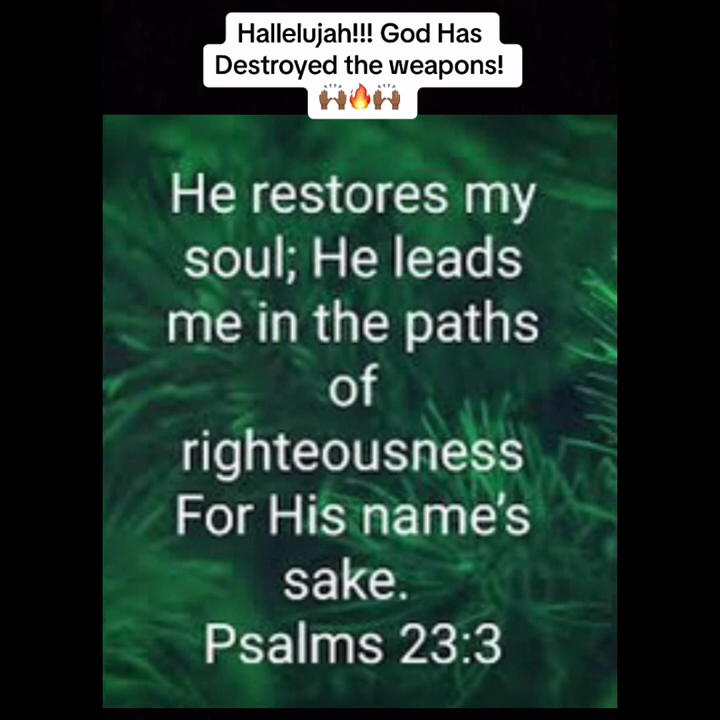 Hallelujah!!! God Has
Destroyed the weapons!
🙌🏾🔥🙌🏾
He restores my
soul; He leads
me in the paths
of
righteousness
For His name's
sake.
Psalms 23:3